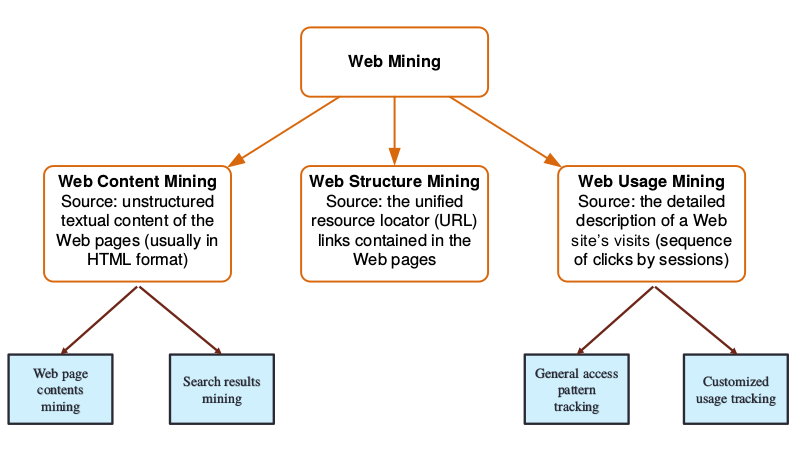 Web Mining
Web Content Mining
Source: unstructured
textual content of the
Web pages (usually in
HTML format)
Web Structure Mining
Source: the unified
resource locator (URL)
links contained in the
Web pages
Web Usage Mining
Source: the detailed
description of a Web
site’s visits (sequence
of clicks by sessions)
Web page
contents
mining
Search results
mining
General access
pattern
tracking
Customized
usage tracking